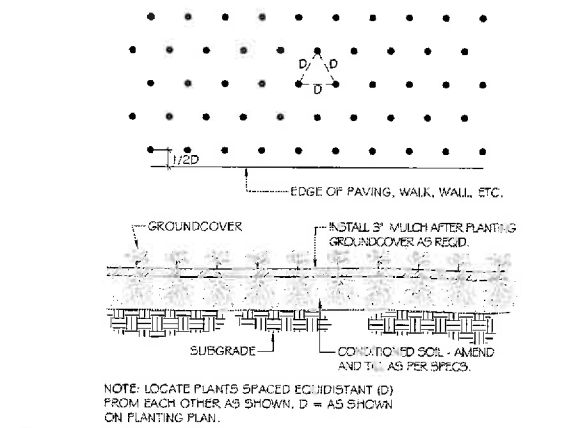 D D
D
1/2D
EDGE OF PAVING, WALK, WALL, ETC.
GROUNDCOVER
INSTALL 3" MULCH AFTER PLANTING
GROUNDCOVER AS REQ'D.
SUBGRADE
CONDITIONED SOIL - AMEND
AND TILL AS PER SPECS.
NOTE: LOCATE PLANTS SPACED EQUIDISTANT (D)
FROM EACH OTHER AS SHOWN. D = AS SHOWN
ON PLANTING PLAN.